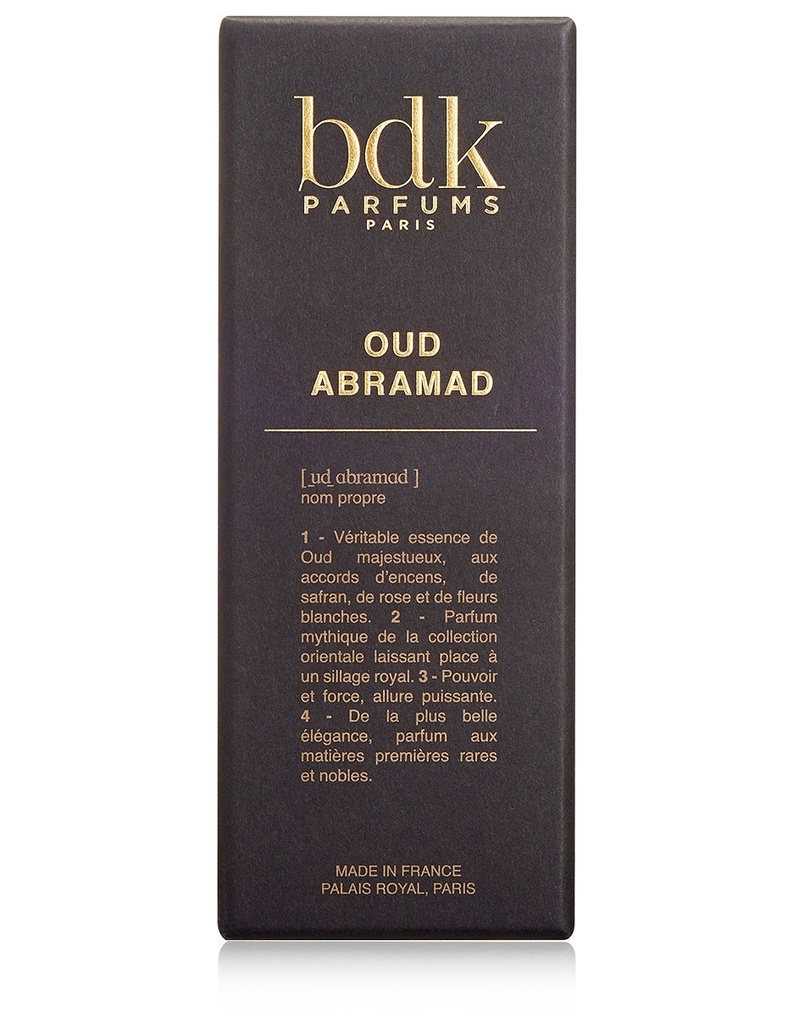 bdk
PARFUMS
PARIS
OUD
ABRAMAD
[_ud_abramad ]
nom propre
1 - Véritable essence de
Oud majestueux, aux
accords d'encens, de
safran, de rose et de fleurs
blanches. 2 - Parfum
mythique de la collection
orientale laissant place à
un sillage royal. 3 - Pouvoir
et force, allure puissante.
4 - De la plus belle
élégance, parfum aux
matières premières rares
et nobles.
MADE IN FRANCE
PALAIS ROYAL, PARIS